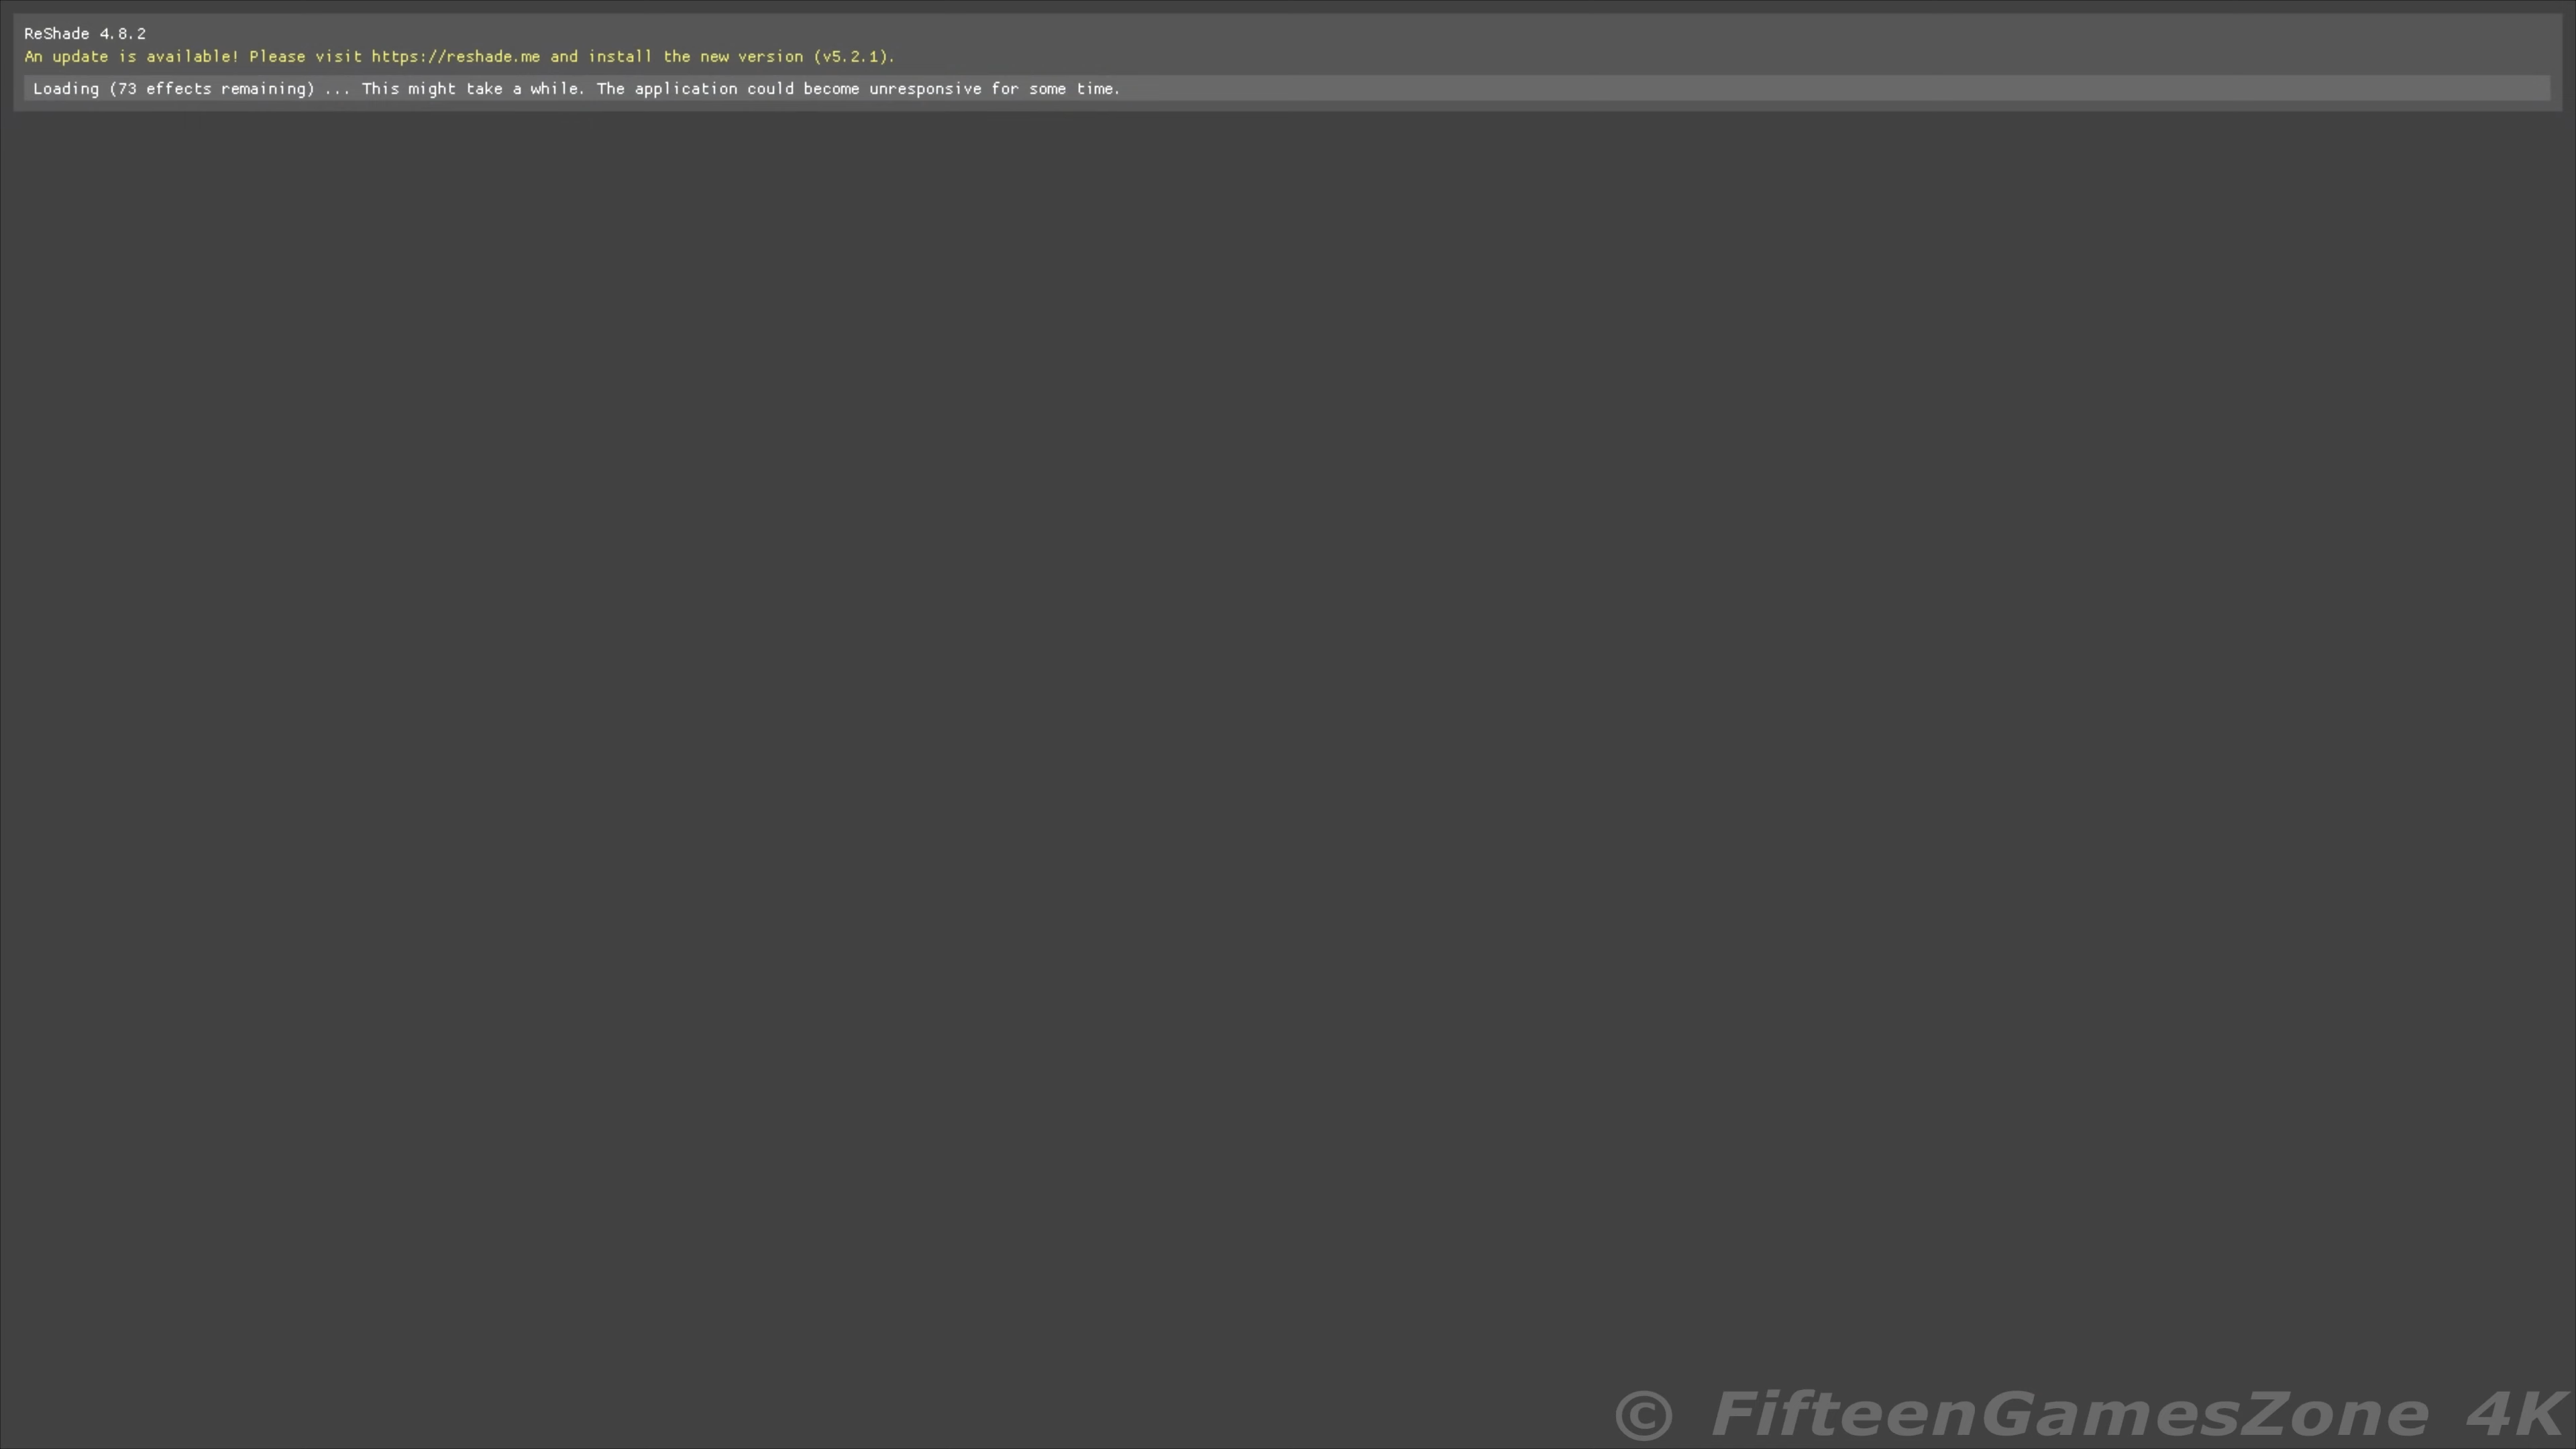 ReShade 4.8.2
An update is available! Please visit https://reshade.me and install the new version (v5.2.1).
Loading (73 effects remaining) ... This might take a while. The application could become unresponsive for some time.
© FifteenGamesZone 4K